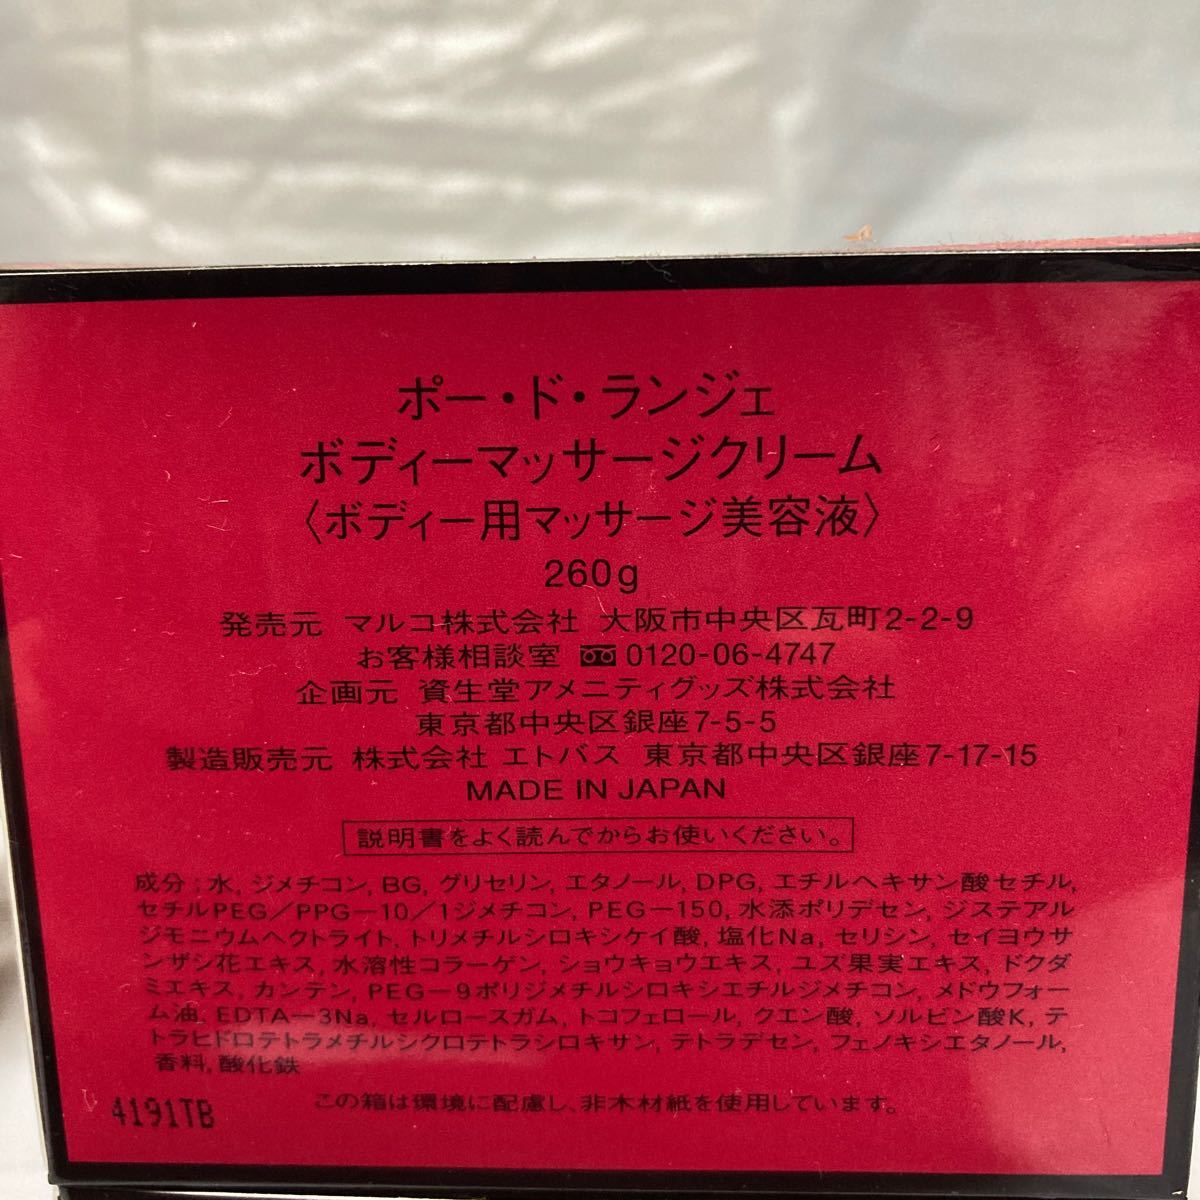 ポー・ド・ランジェ
ボディーマッサージクリーム
〈ボディー用マッサージ美容液〉
260g
発売元 マルコ株式会社 大阪市中央区瓦町2-2-9
お客様相談室 0120-06-4747
企画元 資生堂アメニティグッズ株式会社
東京都中央区銀座7-5-5
製造販売元 株式会社 エトバス 東京都中央区銀座7-17-15
MADE IN JAPAN
説明書をよく読んでからお使いください。
成分：水, ジメチコン, BG, グリセリン, エタノール, DPG, エチルヘキサン酸セチル,
セチルPEG／PPG－10／1ジメチコン, PEG－150, 水添ポリデセン, ジステアル
ジモニウムヘクトライト, トリメチルシロキシケイ酸, 塩化Na, セリシン, セイヨウサ
ンザシ花エキス, 水溶性コラーゲン, ショウキョウエキス, ユズ果実エキス, ドクダ
ミエキス, カンテン, PEG－9ポリジメチルシロキシエチルジメチコン, メドウフォー
ム油, EDTA－3Na, セルロースガム, トコフェロール, クエン酸, ソルビン酸K, テ
トラヒドロテトラメチルシクロテトラシロキサン, テトラデセン, フェノキシエタノール,
香料, 酸化鉄
4191TB
この箱は環境に配慮し、非木材紙を使用しています。